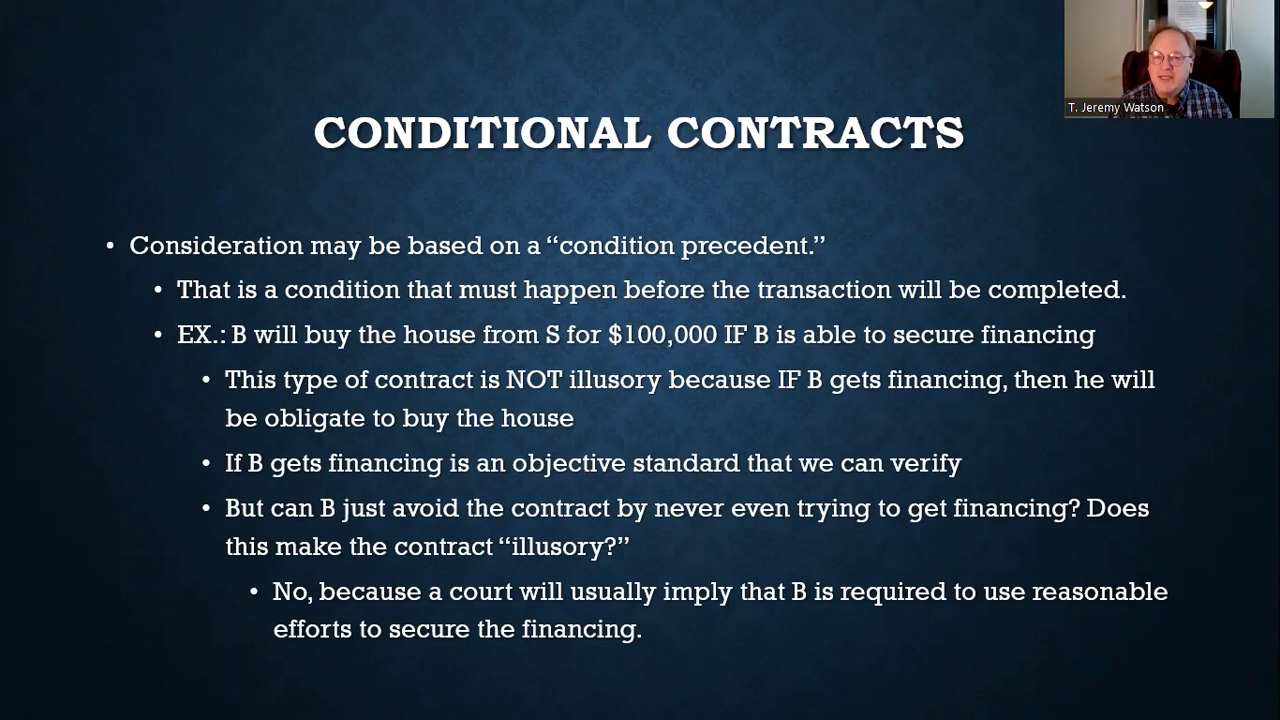 T. Jeremy Watson
CONDITIONAL CONTRACTS
• Consideration may be based on a “condition precedent.”
• That is a condition that must happen before the transaction will be completed.
• EX.: B will buy the house from S for $100,000 IF B is able to secure financing
• This type of contract is NOT illusory because IF B gets financing, then he will
be obligate to buy the house
• If B gets financing is an objective standard that we can verify
• But can B just avoid the contract by never even trying to get financing? Does
this make the contract “illusory?”
• No, because a court will usually imply that B is required to use reasonable
efforts to secure the financing.